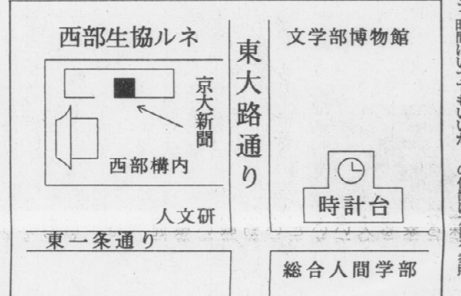 西部生協ルネ
文学部博物館
東大路通り
京大新聞
西部構内
時計台
人文研
東一条通り
総合人間学部